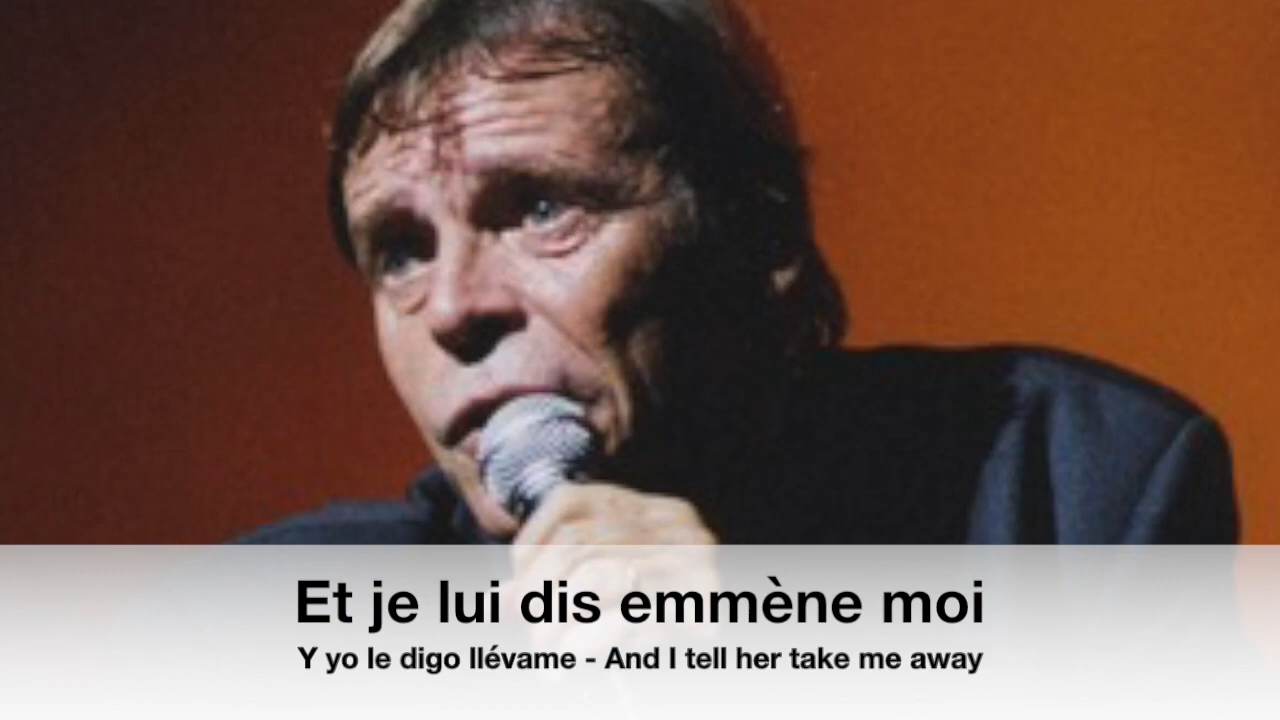 Et je lui dis emmène moi
Y yo le digo llévame - And I tell her take me away